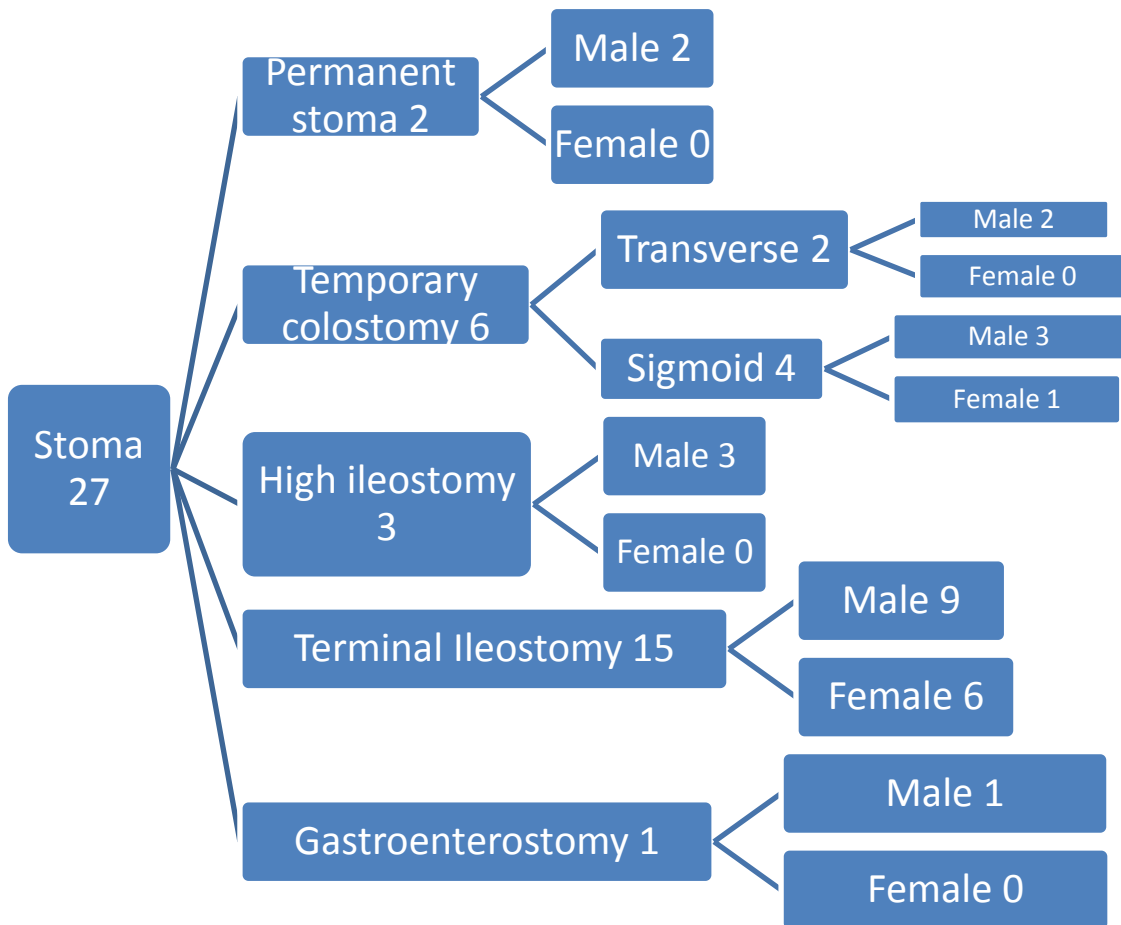 Stoma
27
Permanent
stoma 2
Male 2
Female 0
Temporary
colostomy 6
Transverse 2
Male 2
Female 0
Sigmoid 4
Male 3
Female 1
High ileostomy
3
Male 3
Female 0
Terminal Ileostomy 15
Male 9
Female 6
Gastroenterostomy 1
Male 1
Female 0